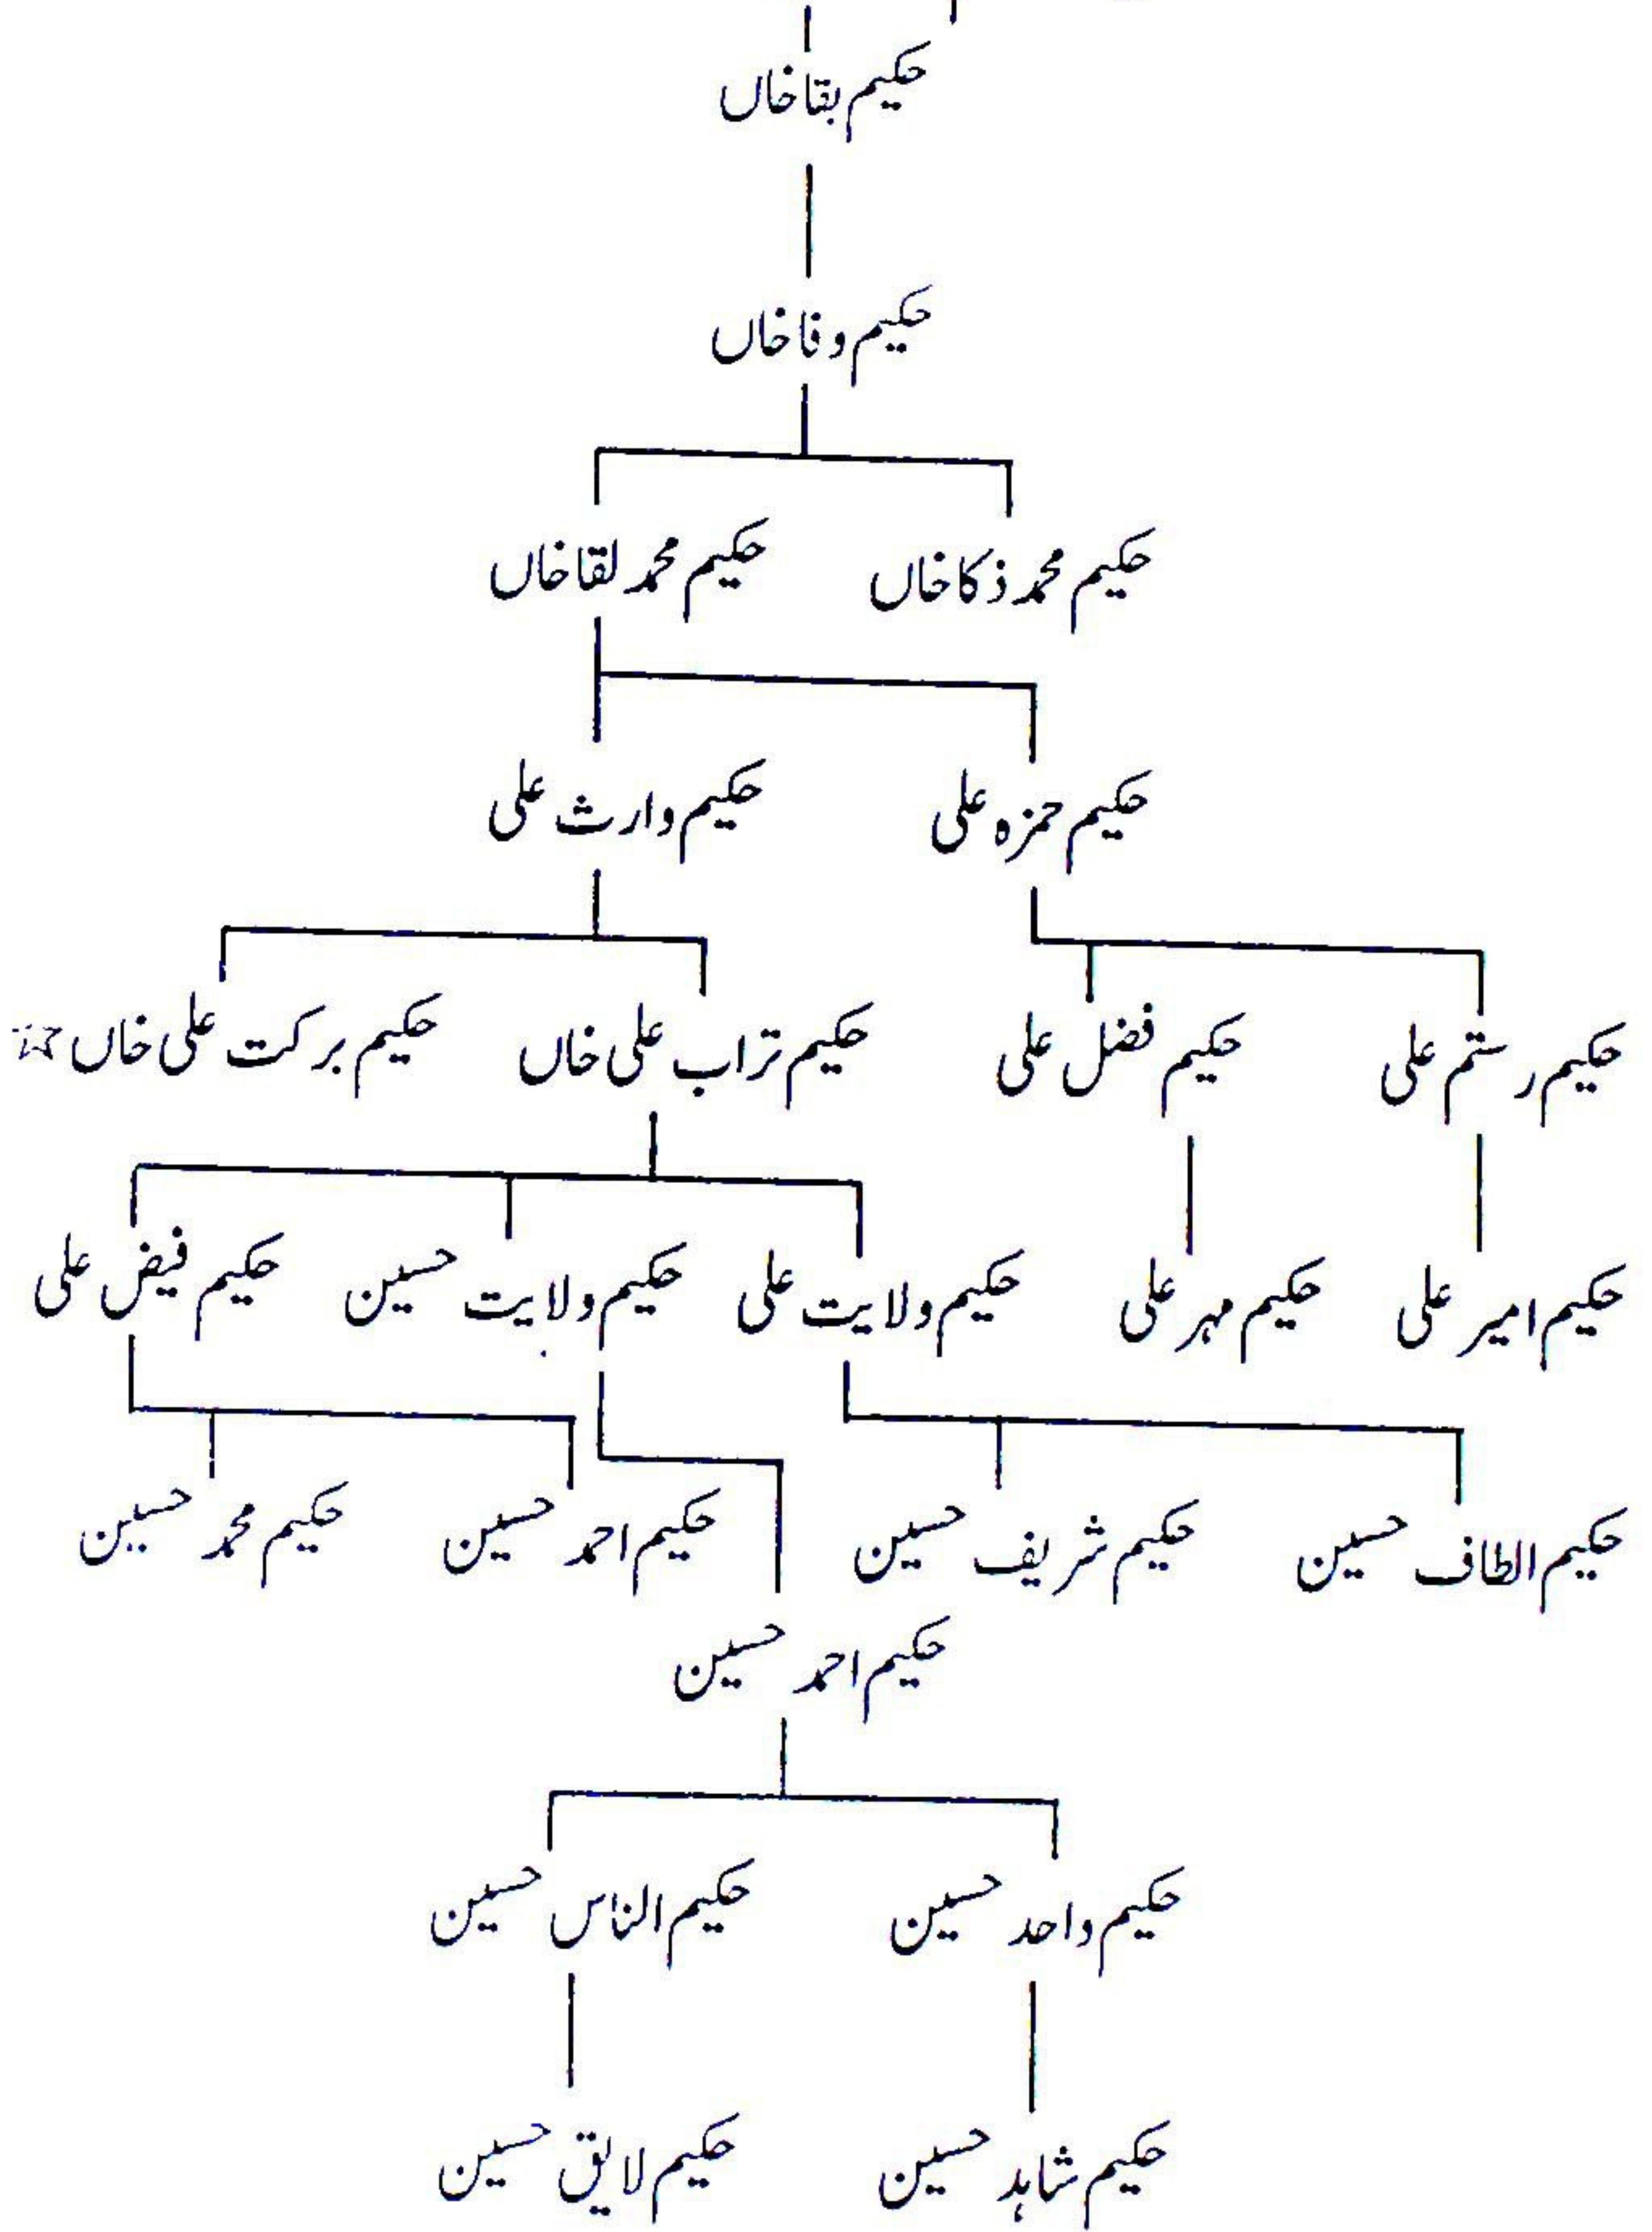 حکیم بقا خاں
حکیم وفا خاں
حکیم محمد ذکا خاں حکیم محمد لقا خاں
حکیم حمزہ علی حکیم وارث علی
حکیم رستم علی حکیم فضل علی حکیم تراب علی خاں حکیم برکت علی خاں☆
حکیم امیر علی حکیم مہر علی حکیم ولایت علی حکیم ولایت حسین حکیم فیض علی
حکیم الطاف حسین حکیم شریف حسین حکیم احمد حسین حکیم محمد حسین
حکیم احمد حسین
حکیم واحد حسین حکیم الناس حسین
حکیم شاہد حسین حکیم لایق حسین